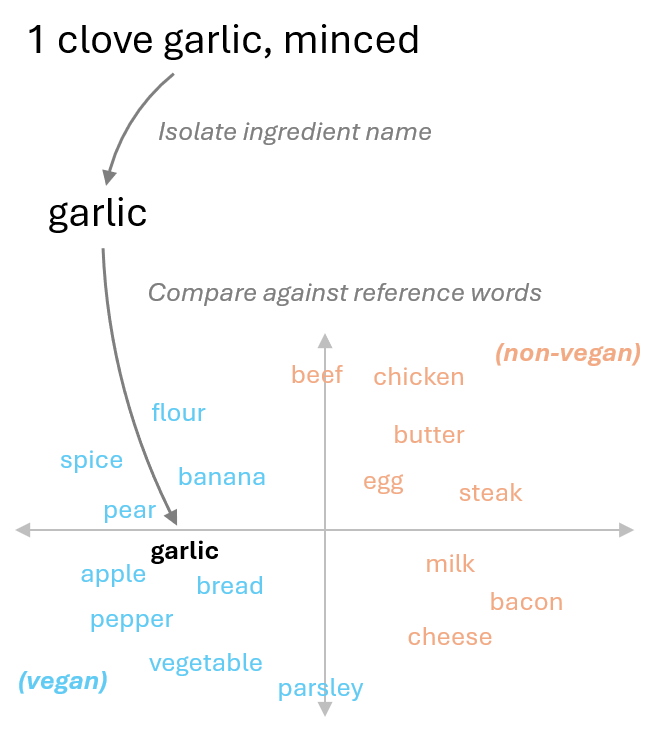 1 clove garlic, minced
Isolate ingredient name
garlic
Compare against reference words
(non-vegan)
beef
chicken
flour
butter
spice
banana
egg
steak
pear
garlic
milk
apple
bread
bacon
pepper
cheese
vegetable
(vegan)
parsley